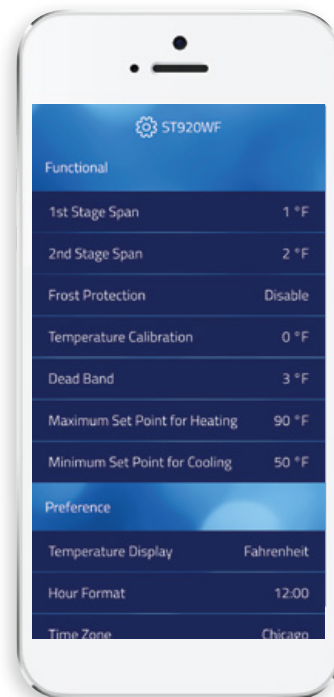 ST920WF
Functional
1st Stage Span 1 °F
2nd Stage Span 2 °F
Frost Protection Disable
Temperature Calibration 0 °F
Dead Band 3 °F
Maximum Set Point for Heating 90 °F
Minimum Set Point for Cooling 50 °F
Preference
Temperature Display Fahrenheit
Hour Format 12:00
Time Zone Chicago